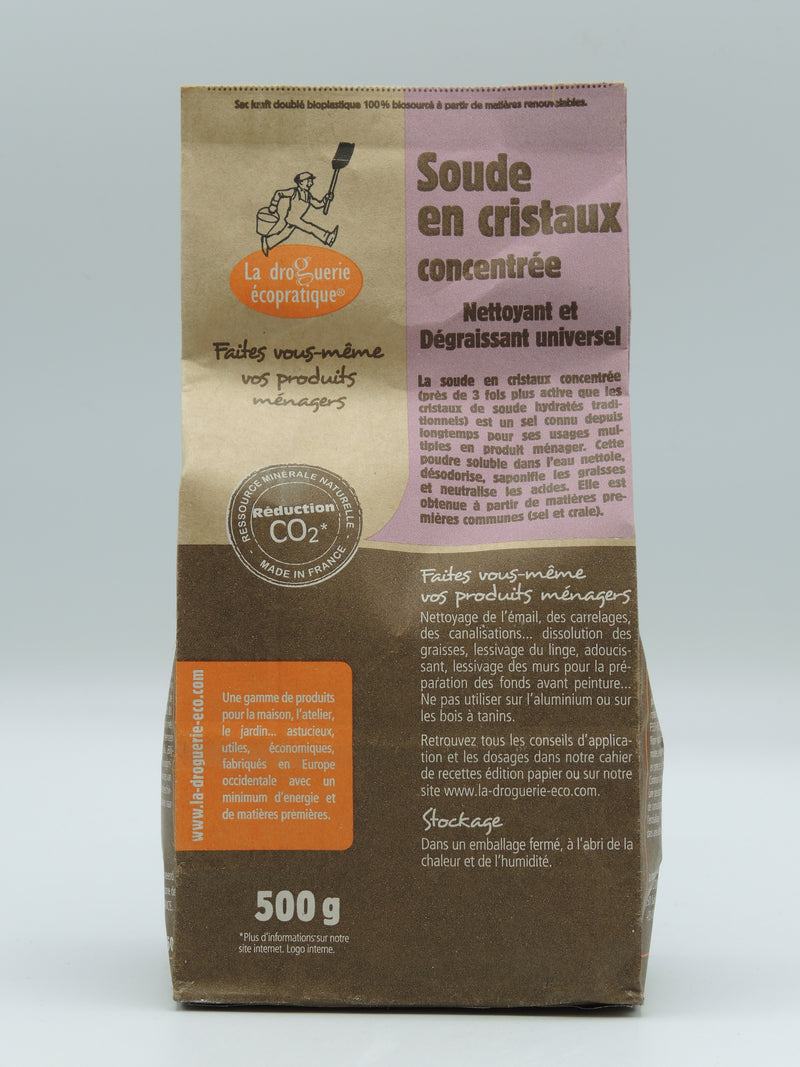 Sac kraft doublé bioplastique 100% biosourcé à partir de matières renouvelables.
La droguerie
écopratique®
Faites vous-même
vos produits
ménagers
RESSOURCE MINÉRALE NATURELLE
Réduction
CO2*
- MADE IN FRANCE -
Soude
en cristaux
concentrée
Nettoyant et
Dégraissant universel
La soude en cristaux concentrée
(près de 3 fois plus active que les
cristaux de soude hydratés tradi-
tionnels) est un sel connu depuis
longtemps pour ses usages mul-
tiples en produit ménager. Cette
poudre soluble dans l'eau nettoie,
désodorise, saponifie les graisses
et neutralise les acides. Elle est
obtenue à partir de matières pre-
mières communes (sel et craie).
Faites vous-même
vos produits ménagers
Nettoyage de l'émail, des carrelages,
des canalisations... dissolution des
graisses, lessivage du linge, adoucis-
sant, lessivage des murs pour la pré-
paration des fonds avant peinture...
Ne pas utiliser sur l'aluminium ou sur
les bois à tanins.
Retrouvez tous les conseils d'applica-
tion et les dosages dans notre cahier
de recettes édition papier ou sur notre
site www.la-droguerie-eco.com.
Stockage
Dans un emballage fermé, à l'abri de la
chaleur et de l'humidité.
www.la-droguerie-eco.com
Une gamme de produits
pour la maison, l'atelier,
le jardin... astucieux,
utiles, économiques,
fabriqués en Europe
occidentale avec un
minimum d'energie et
de matières premières.
500 g
*Plus d'informations sur notre
site internet. Logo interne.